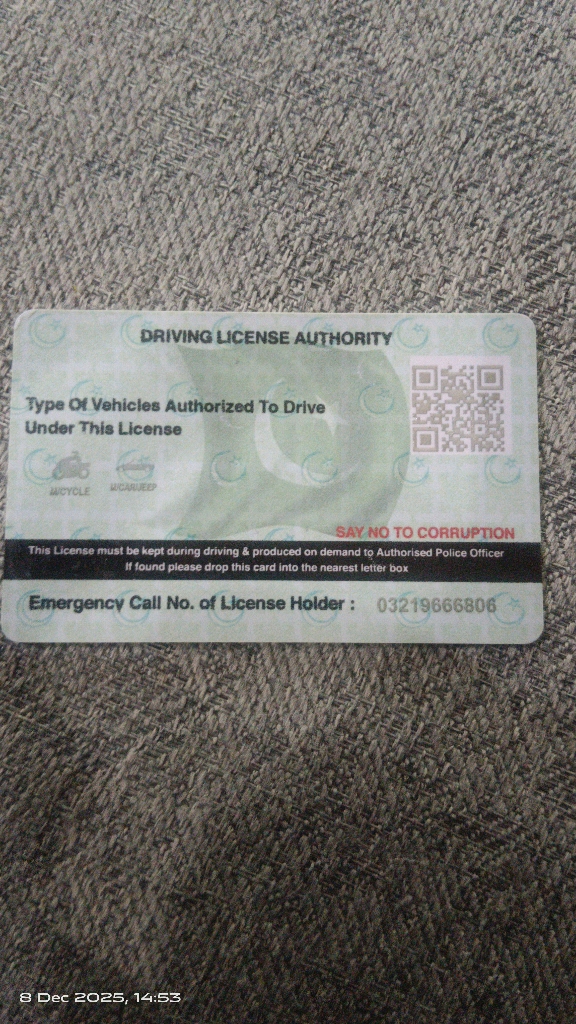 DRIVING LICENSE AUTHORITY
Type Of Vehicles Authorized To Drive
Under This License
M/CYCLE M/CAR/JEEP
SAY NO TO CORRUPTION
This License must be kept during driving & produced on demand to Authorised Police Officer
If found please drop this card into the nearest letter box
Emergency Call No. of License Holder : 03219666806
8 Dec 2025, 14:53